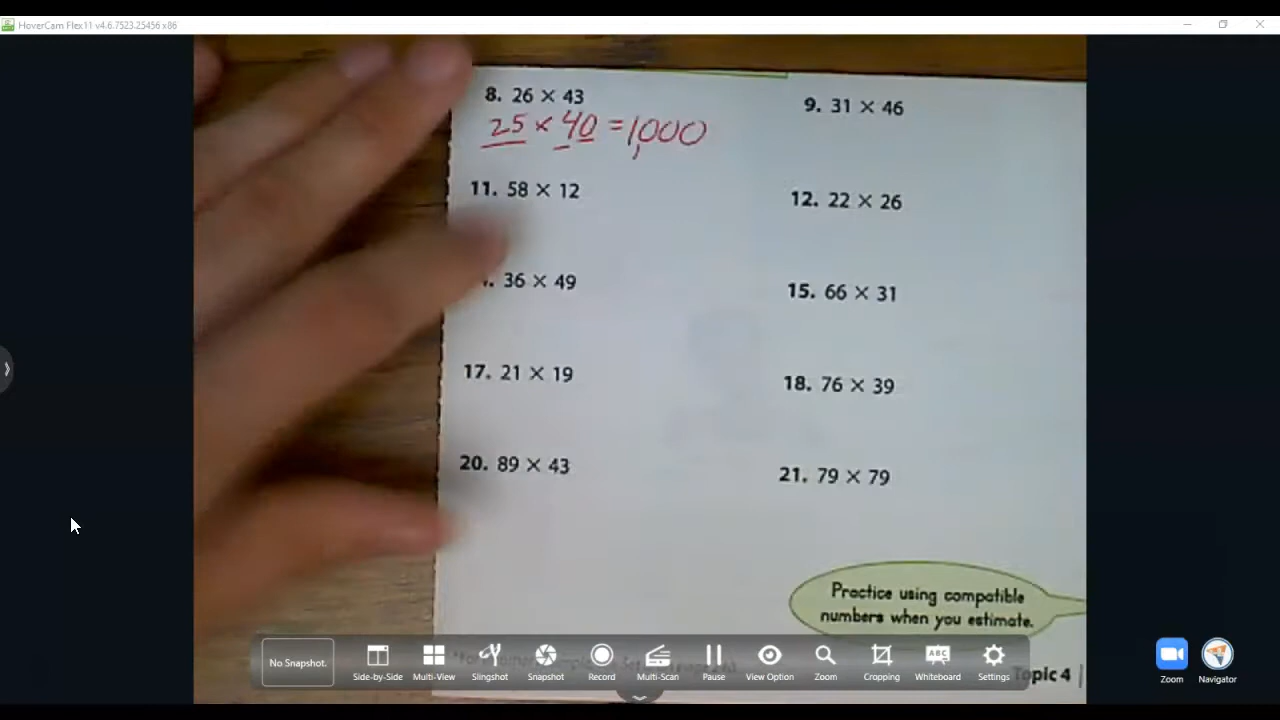 HoverCam Flex11 v4.6.7523.25456 x86
8. 26 × 43
9. 31 × 46
25 × 40 = 1,000
11. 58 × 12
12. 22 × 26
36 × 49
15. 66 × 31
17. 21 × 19
18. 76 × 39
20. 89 × 43
21. 79 × 79
Practice using compatible
numbers when you estimate.
No Snapshot.
Side-by-Side
Multi-View
Slingshot
Snapshot
Record
Multi-Scan
Pause
View Option
Zoom
Cropping
ABC
Whiteboard
Settings
Topic 4
Zoom
Navigator